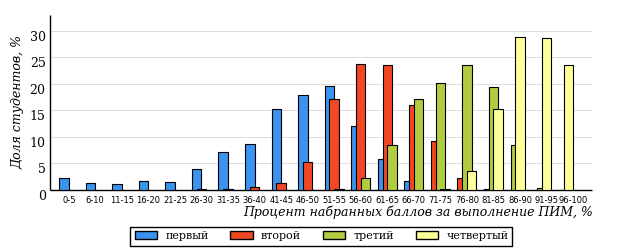 Доля студентов, %
30
25
20
15
10
5
0
0-5 6-10 11-15 16-20 21-25 26-30 31-35 36-40 41-45 46-50 51-55 56-60 61-65 66-70 71-75 76-80 81-85 86-90 91-95 96-100
Процент набранных баллов за выполнение ПИМ, %
первый второй третий четвертый